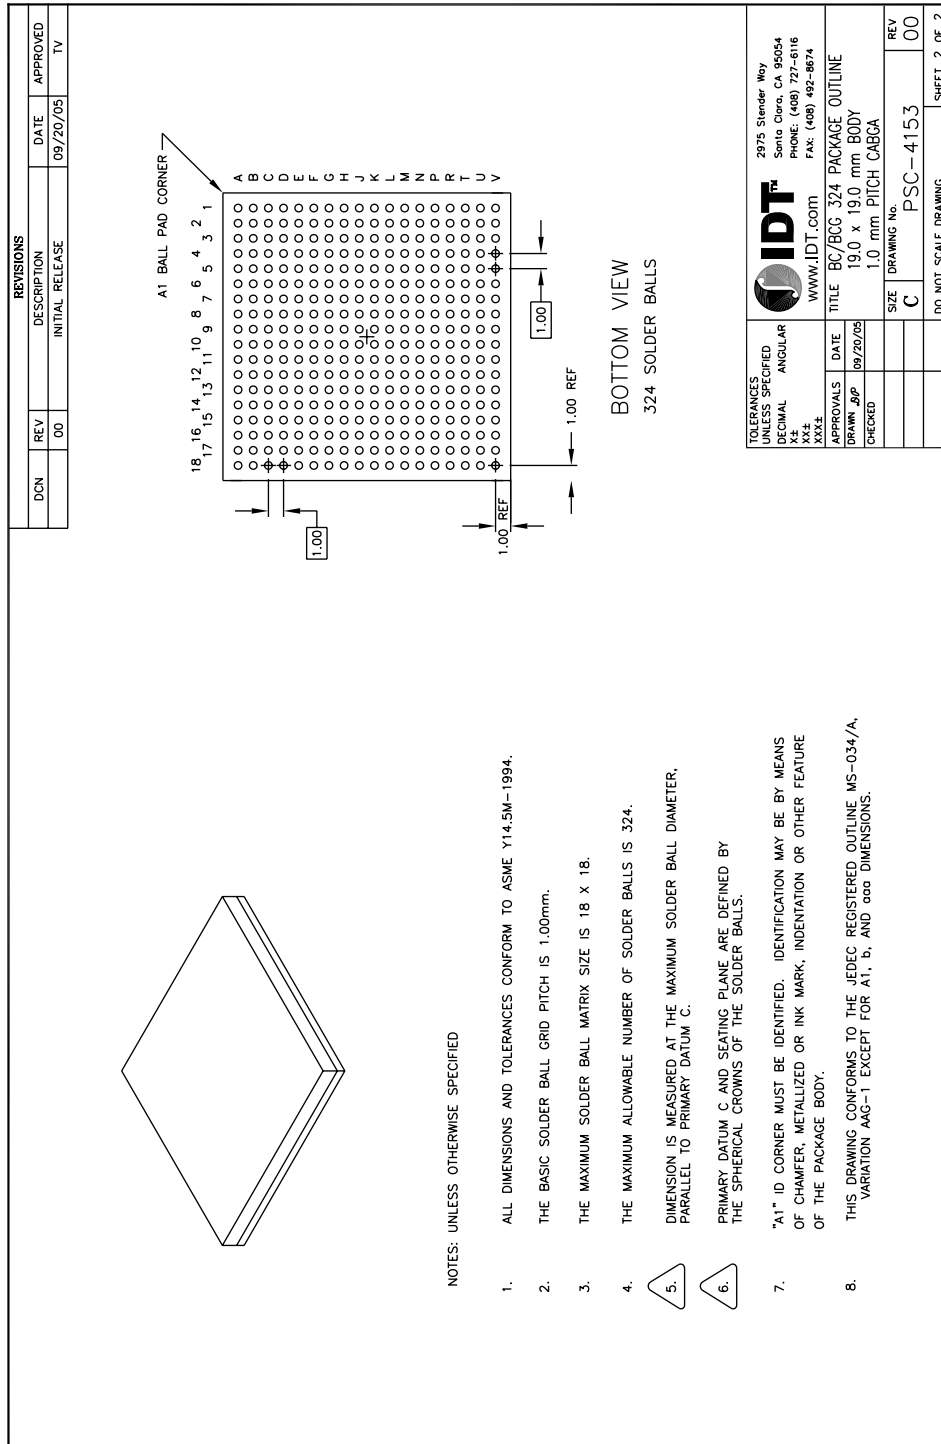 REVISIONS
DCN REV DESCRIPTION DATE APPROVED
00 INITIAL RELEASE 09/20/05 TV
A1 BALL PAD CORNER
18 17 16 15 14 13 12 11 10 9 8 7 6 5 4 3 2 1
A
B
C
D
E
F
G
H
J
K
L
M
N
P
R
T
U
V
1.00
1.00
1.00 REF
1.00 REF
BOTTOM VIEW
324 SOLDER BALLS
NOTES: UNLESS OTHERWISE SPECIFIED
1. ALL DIMENSIONS AND TOLERANCES CONFORM TO ASME Y14.5M-1994.
2. THE BASIC SOLDER BALL GRID PITCH IS 1.00mm.
3. THE MAXIMUM SOLDER BALL MATRIX SIZE IS 18 X 18.
4. THE MAXIMUM ALLOWABLE NUMBER OF SOLDER BALLS IS 324.
5. DIMENSION IS MEASURED AT THE MAXIMUM SOLDER BALL DIAMETER,
PARALLEL TO PRIMARY DATUM C.
6. PRIMARY DATUM C AND SEATING PLANE ARE DEFINED BY
THE SPHERICAL CROWNS OF THE SOLDER BALLS.
7. "A1" ID CORNER MUST BE IDENTIFIED. IDENTIFICATION MAY BE BY MEANS
OF CHAMFER, METALLIZED OR INK MARK, INDENTATION OR OTHER FEATURE
OF THE PACKAGE BODY.
8. THIS DRAWING CONFORMS TO THE JEDEC REGISTERED OUTLINE MS-034/A,
VARIATION AAG-1 EXCEPT FOR A1, b, AND aaa DIMENSIONS.
TOLERANCES
UNLESS SPECIFIED
DECIMAL ANGULAR
X±
XX±
XXX±
APPROVALS DATE
DRAWN 09/20/05
CHECKED
IDT™
www.IDT.com
2975 Stender Way
Santa Clara, CA 95054
PHONE: (408) 727-6116
FAX: (408) 492-8674
TITLE BC/BCG 324 PACKAGE OUTLINE
19.0 x 19.0 mm BODY
1.0 mm PITCH CABGA
SIZE DRAWING No. REV
C PSC-4153 00
DO NOT SCALE DRAWING SHEET 2 OF 2